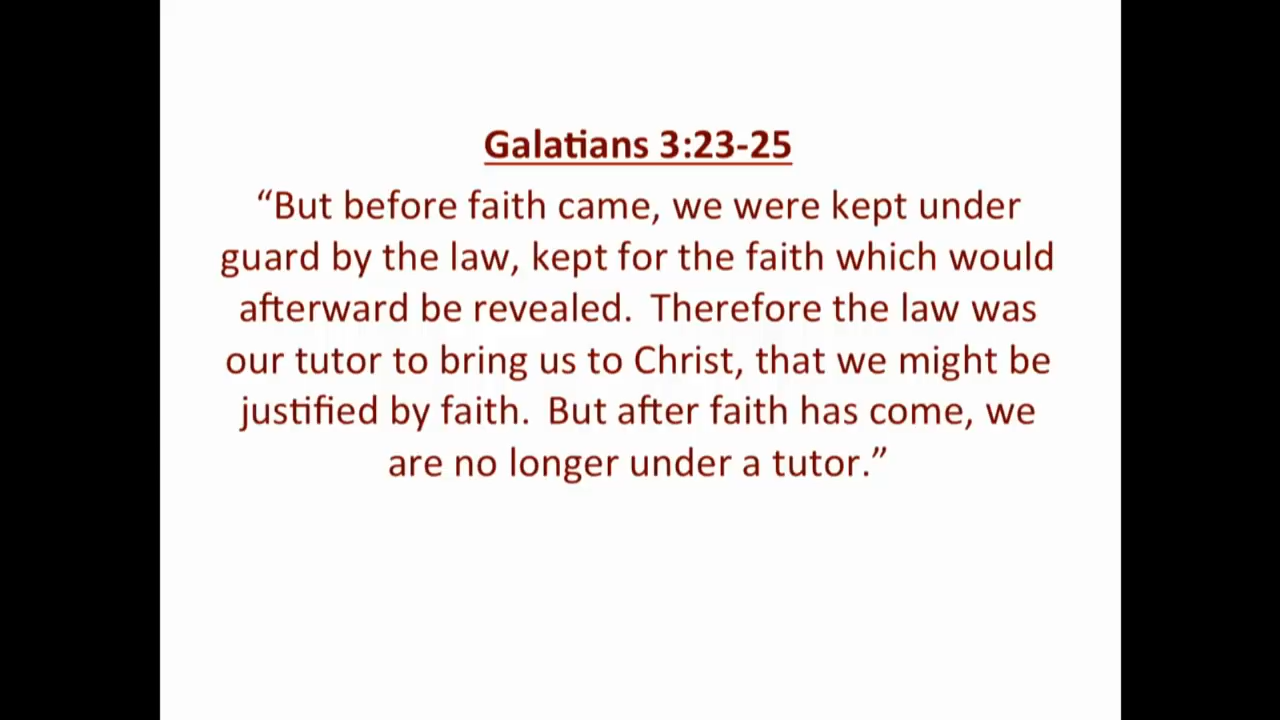 Galatians 3:23-25
“But before faith came, we were kept under
guard by the law, kept for the faith which would
afterward be revealed.  Therefore the law was
our tutor to bring us to Christ, that we might be
justified by faith.  But after faith has come, we
are no longer under a tutor.”